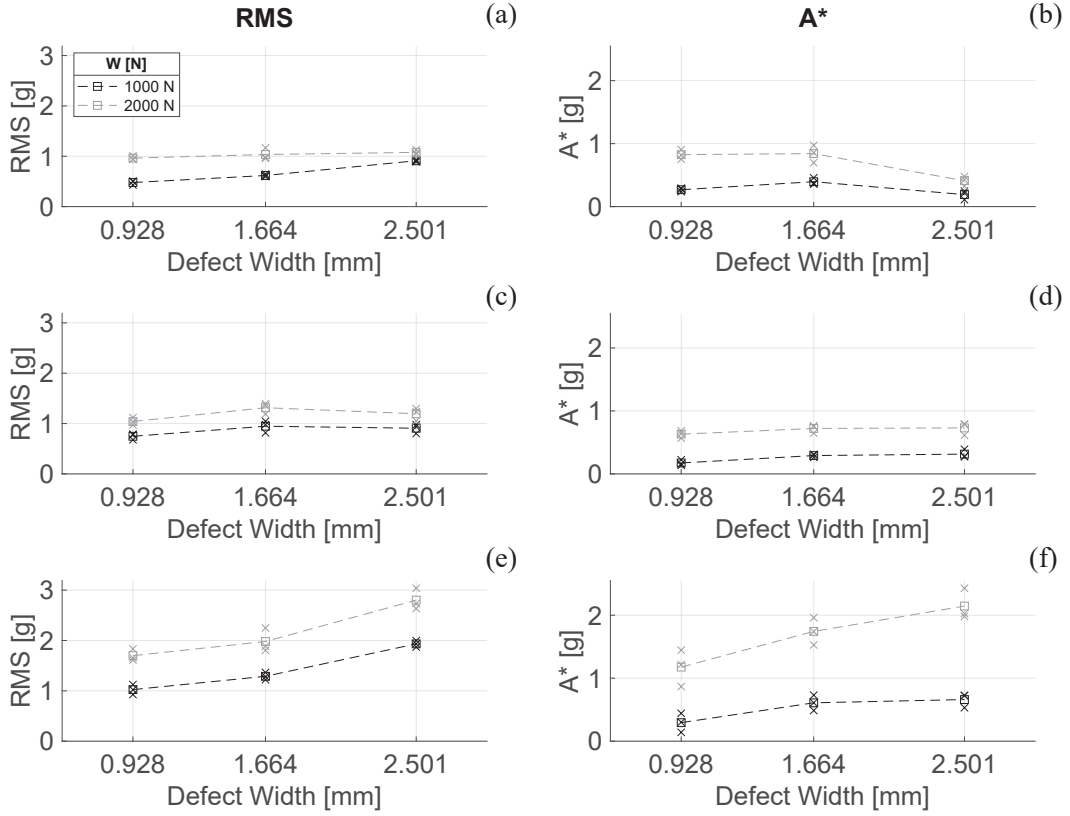 RMS
(a)
3
2
1
0
RMS [g]
W [N]
1000 N
2000 N
0.928 1.664 2.501
Defect Width [mm]
A*
(b)
2
1
0
A* [g]
0.928 1.664 2.501
Defect Width [mm]
(c)
3
2
1
0
RMS [g]
0.928 1.664 2.501
Defect Width [mm]
(d)
2
1
0
A* [g]
0.928 1.664 2.501
Defect Width [mm]
(e)
3
2
1
0
RMS [g]
0.928 1.664 2.501
Defect Width [mm]
(f)
2
1
0
A* [g]
0.928 1.664 2.501
Defect Width [mm]